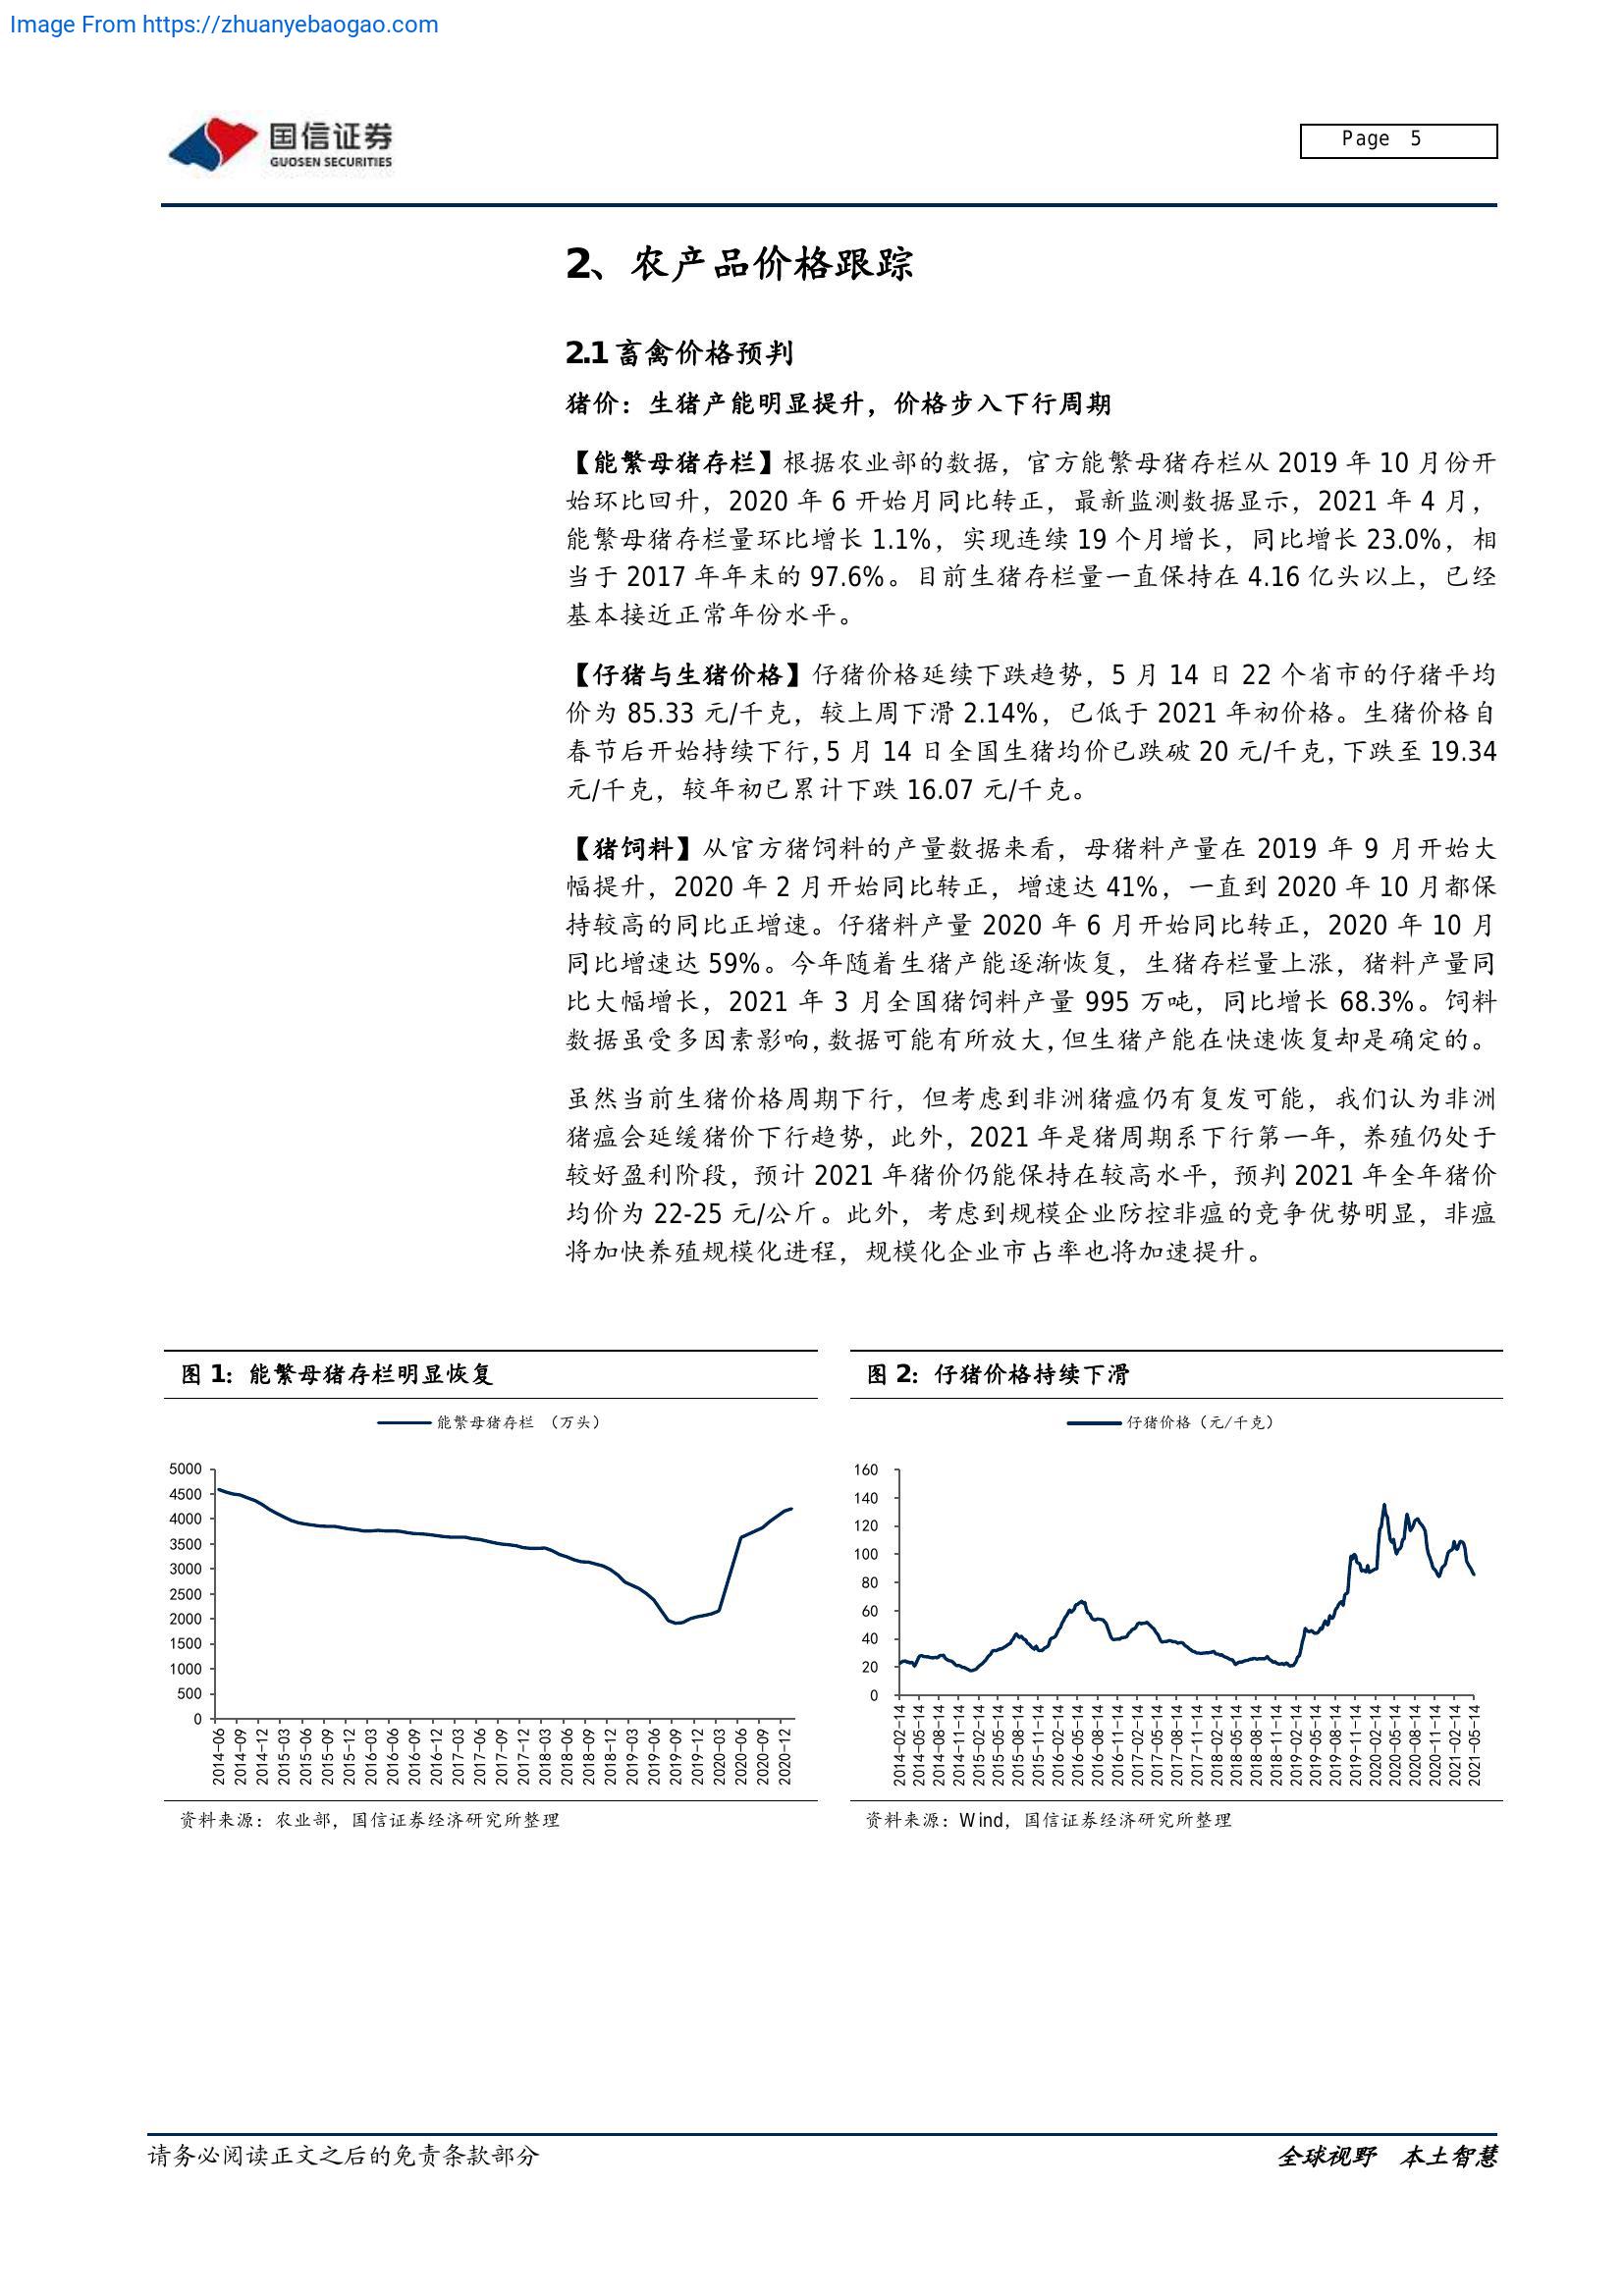 Image From https://zhuanyebaogao.com
国信证券
GUOSEN SECURITIES
Page 5
2、农产品价格跟踪
2.1 畜禽价格预判
猪价：生猪产能明显提升，价格步入下行周期
【能繁母猪存栏】根据农业部的数据，官方能繁母猪存栏从 2019 年 10 月份开
始环比回升，2020 年 6 开始月同比转正，最新监测数据显示，2021 年 4 月，
能繁母猪存栏量环比增长 1.1%，实现连续 19 个月增长，同比增长 23.0%，相
当于 2017 年年末的 97.6%。目前生猪存栏量一直保持在 4.16 亿头以上，已经
基本接近正常年份水平。
【仔猪与生猪价格】仔猪价格延续下跌趋势，5 月 14 日 22 个省市的仔猪平均
价为 85.33 元/千克，较上周下滑 2.14%，已低于 2021 年初价格。生猪价格自
春节后开始持续下行，5 月 14 日全国生猪均价已跌破 20 元/千克，下跌至 19.34
元/千克，较年初已累计下跌 16.07 元/千克。
【猪饲料】从官方猪饲料的产量数据来看，母猪料产量在 2019 年 9 月开始大
幅提升，2020 年 2 月开始同比转正，增速达 41%，一直到 2020 年 10 月都保
持较高的同比正增速。仔猪料产量 2020 年 6 月开始同比转正，2020 年 10 月
同比增速达 59%。今年随着生猪产能逐渐恢复，生猪存栏量上涨，猪料产量同
比大幅增长，2021 年 3 月全国猪饲料产量 995 万吨，同比增长 68.3%。饲料
数据虽受多因素影响，数据可能有所放大，但生猪产能在快速恢复却是确定的。
虽然当前生猪价格周期下行，但考虑到非洲猪瘟仍有复发可能，我们认为非洲
猪瘟会延缓猪价下行趋势，此外，2021 年是猪周期系下行第一年，养殖仍处于
较好盈利阶段，预计 2021 年猪价仍能保持在较高水平，预判 2021 年全年猪价
均价为 22-25 元/公斤。此外，考虑到规模企业防控非瘟的竞争优势明显，非瘟
将加快养殖规模化进程，规模化企业市占率也将加速提升。
图 1：能繁母猪存栏明显恢复
能繁母猪存栏 （万头）
5000
4500
4000
3500
3000
2500
2000
1500
1000
500
0
2014-06
2014-09
2014-12
2015-03
2015-06
2015-09
2015-12
2016-03
2016-06
2016-09
2016-12
2017-03
2017-06
2017-09
2017-12
2018-03
2018-06
2018-09
2018-12
2019-03
2019-06
2019-09
2019-12
2020-03
2020-06
2020-09
2020-12
资料来源：农业部，国信证券经济研究所整理
图 2：仔猪价格持续下滑
仔猪价格（元/千克）
160
140
120
100
80
60
40
20
0
2014-02-14
2014-05-14
2014-08-14
2014-11-14
2015-02-14
2015-05-14
2015-08-14
2015-11-14
2016-02-14
2016-05-14
2016-08-14
2016-11-14
2017-02-14
2017-05-14
2017-08-14
2017-11-14
2018-02-14
2018-05-14
2018-08-14
2018-11-14
2019-02-14
2019-05-14
2019-08-14
2019-11-14
2020-02-14
2020-05-14
2020-08-14
2020-11-14
2021-02-14
2021-05-14
资料来源：Wind，国信证券经济研究所整理
请务必阅读正文之后的免责条款部分
全球视野 本土智慧